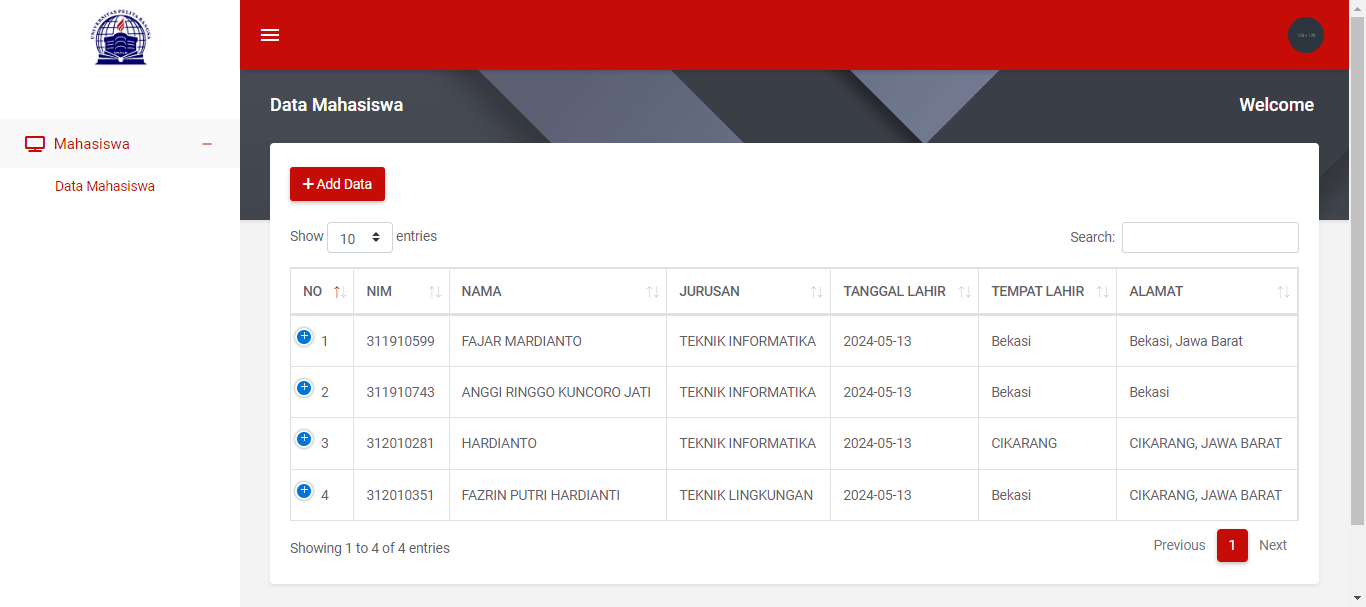 UNIVERSITAS PELITA BANGSA
Data Mahasiswa
Welcome
Mahasiswa
Data Mahasiswa
Add Data
Show 10 entries
Search:
NO NIM NAMA JURUSAN TANGGAL LAHIR TEMPAT LAHIR ALAMAT
1 311910599 FAJAR MARDIANTO TEKNIK INFORMATIKA 2024-05-13 Bekasi Bekasi, Jawa Barat
2 311910743 ANGGI RINGGO KUNCORO JATI TEKNIK INFORMATIKA 2024-05-13 Bekasi Bekasi
3 312010281 HARDIANTO TEKNIK INFORMATIKA 2024-05-13 CIKARANG CIKARANG, JAWA BARAT
4 312010351 FAZRIN PUTRI HARDIANTI TEKNIK LINGKUNGAN 2024-05-13 Bekasi CIKARANG, JAWA BARAT
Showing 1 to 4 of 4 entries
Previous 1 Next